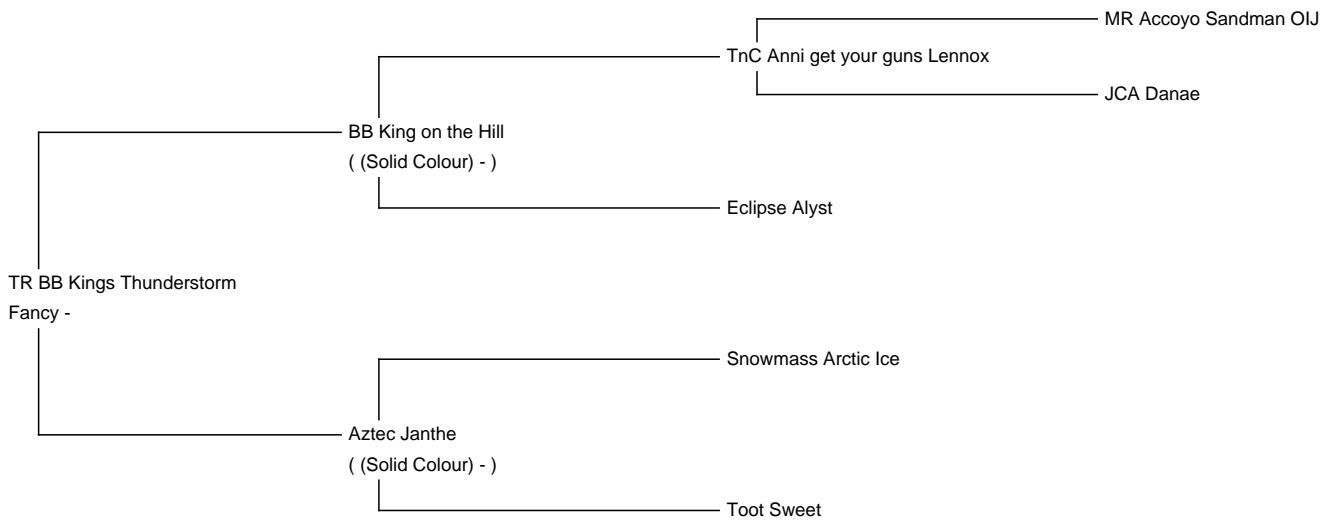 MR Accoyo Sandman OIJ
TnC Anni get your guns Lennox
JCA Danae
BB King on the Hill
( (Solid Colour) - )
Eclipse Alyst
TR BB Kings Thunderstorm
Fancy -
Snowmass Arctic Ice
Aztec Janthe
( (Solid Colour) - )
Toot Sweet